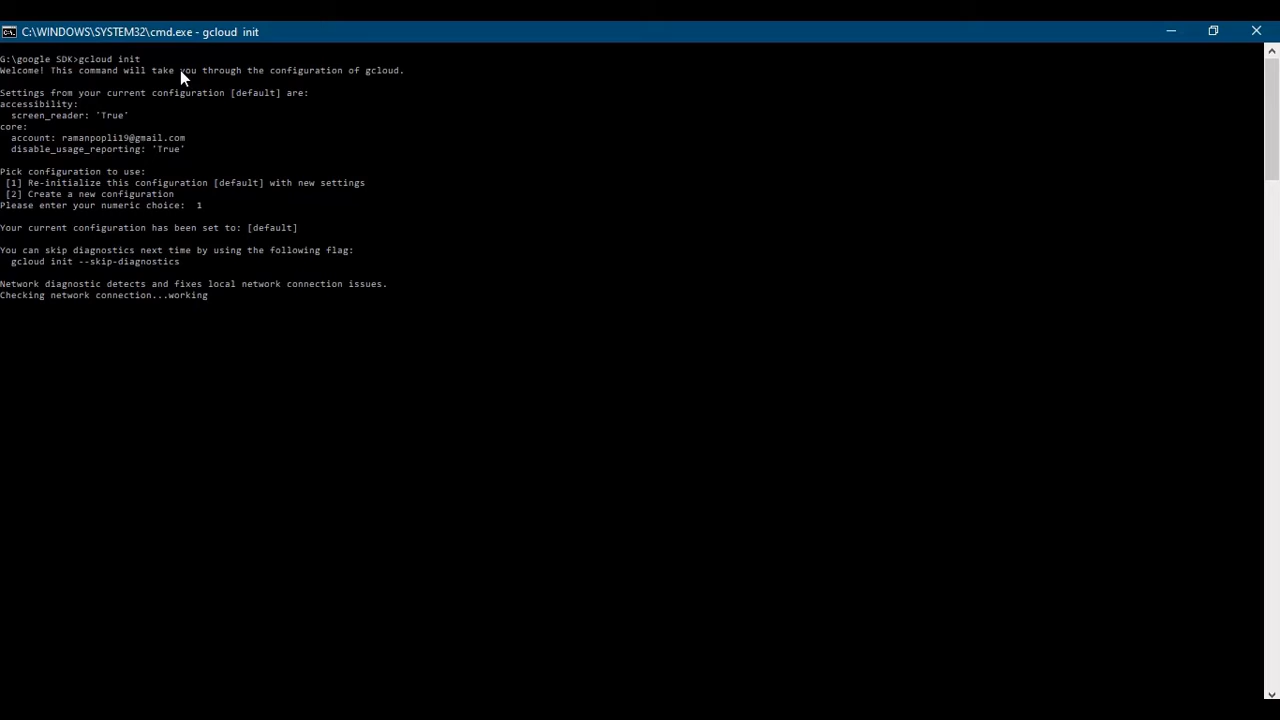 C:\WINDOWS\SYSTEM32\cmd.exe - gcloud init
G:\google SDK>gcloud init
Welcome! This command will take you through the configuration of gcloud.
Settings from your current configuration [default] are:
accessibility:
screen_reader: 'True'
core:
account: ramanpopli19@gmail.com
disable_usage_reporting: 'True'
Pick configuration to use:
[1] Re-initialize this configuration [default] with new settings
[2] Create a new configuration
Please enter your numeric choice: 1
Your current configuration has been set to: [default]
You can skip diagnostics next time by using the following flag:
gcloud init --skip-diagnostics
Network diagnostic detects and fixes local network connection issues.
Checking network connection...working